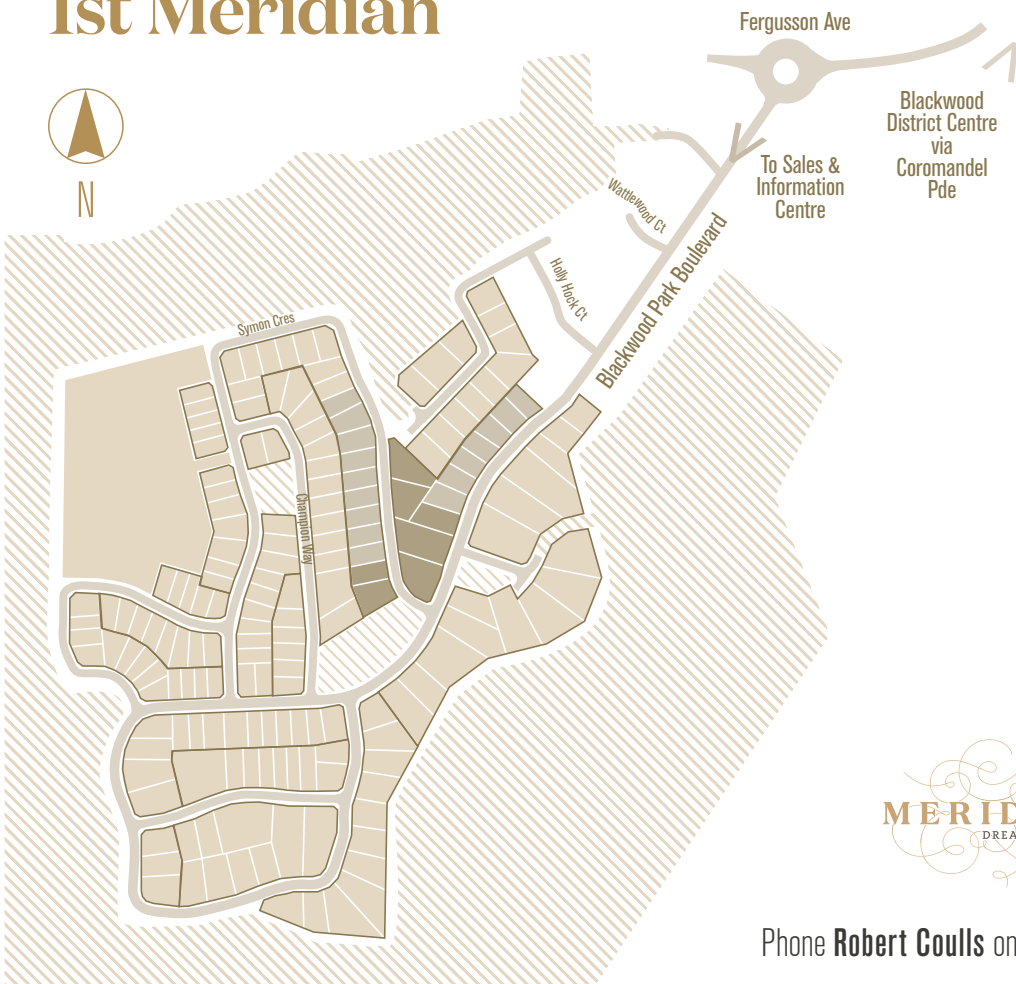 1st Meridian
Fergusson Ave
N
Blackwood
District Centre
via
Coromandel
Pde
To Sales &
Information
Centre
Wattlewood Ct
Blackwood Park Boulevard
Holly Hock Ct
Symon Cres
Champion Way
MERID
DREA
Phone Robert Coulls on